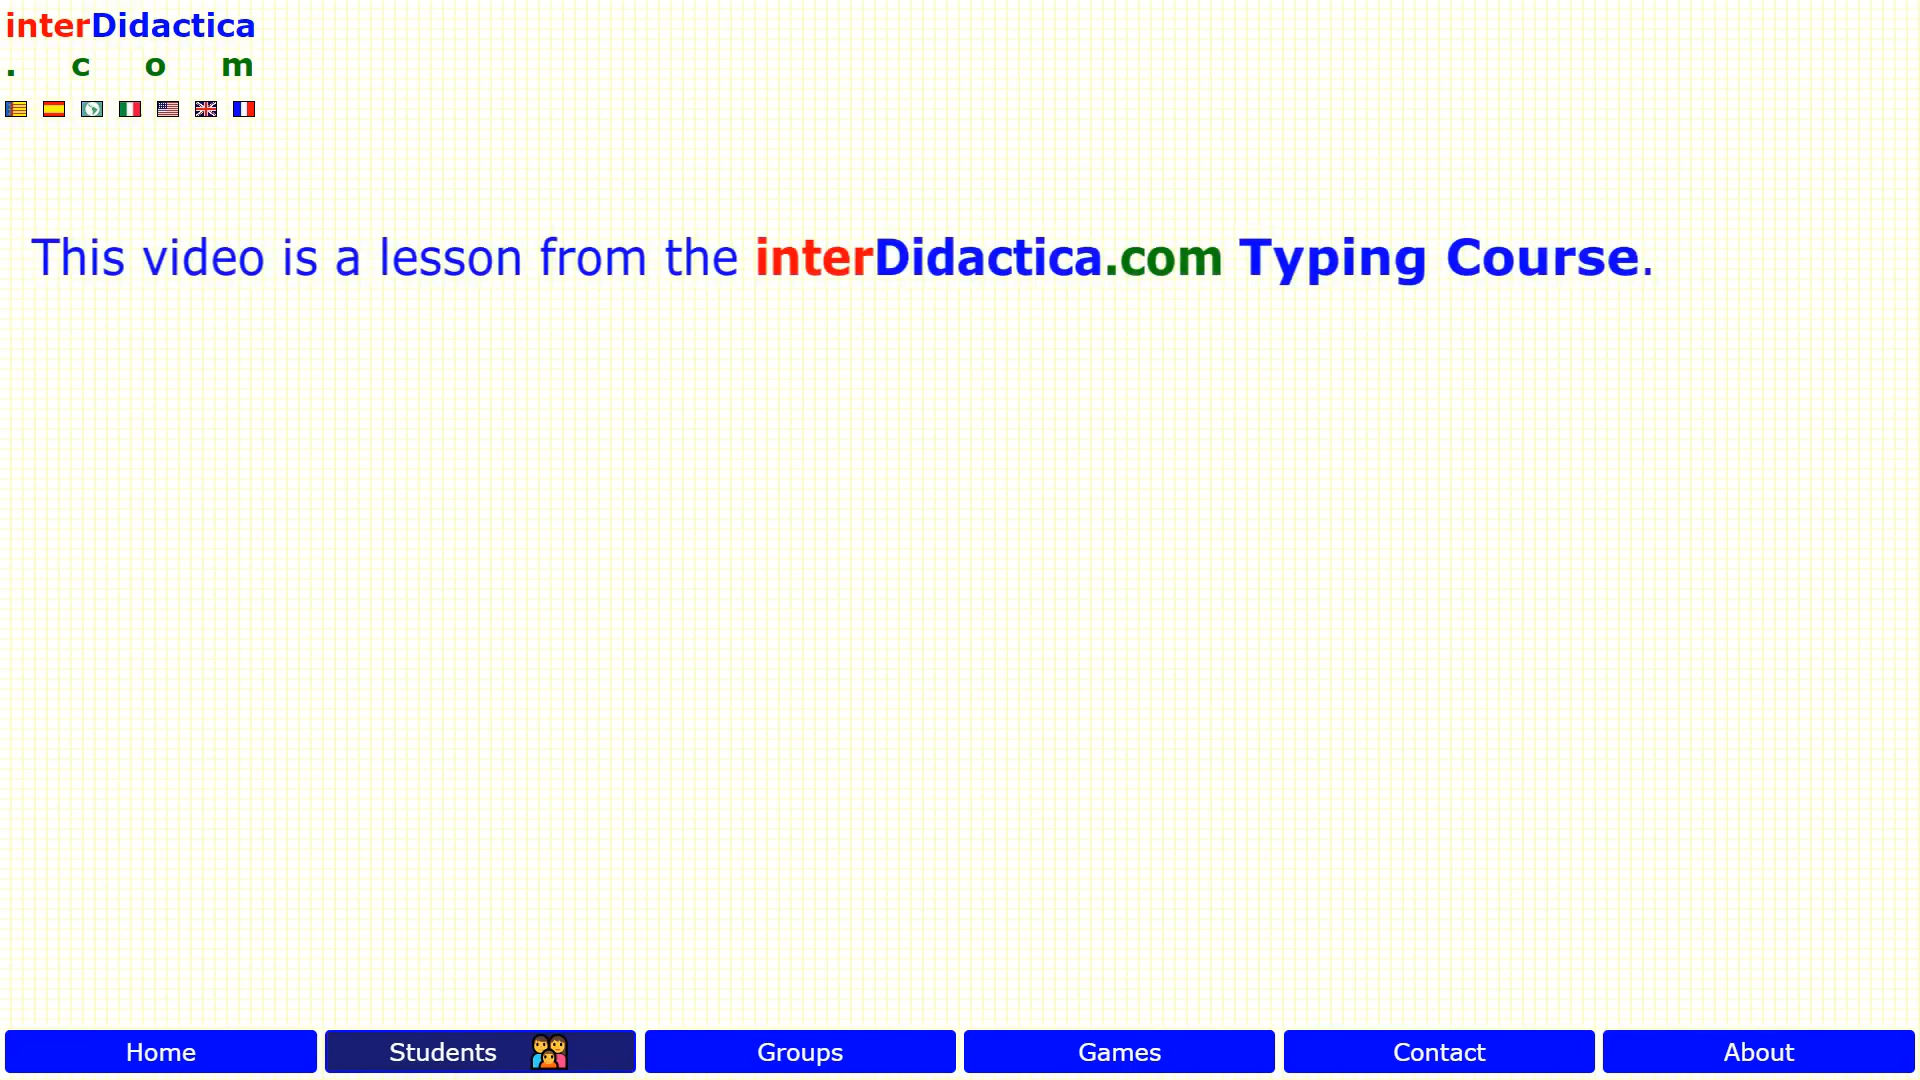 interDidactica
. c o m
This video is a lesson from the interDidactica.com Typing Course.
Home Students Groups Games Contact About